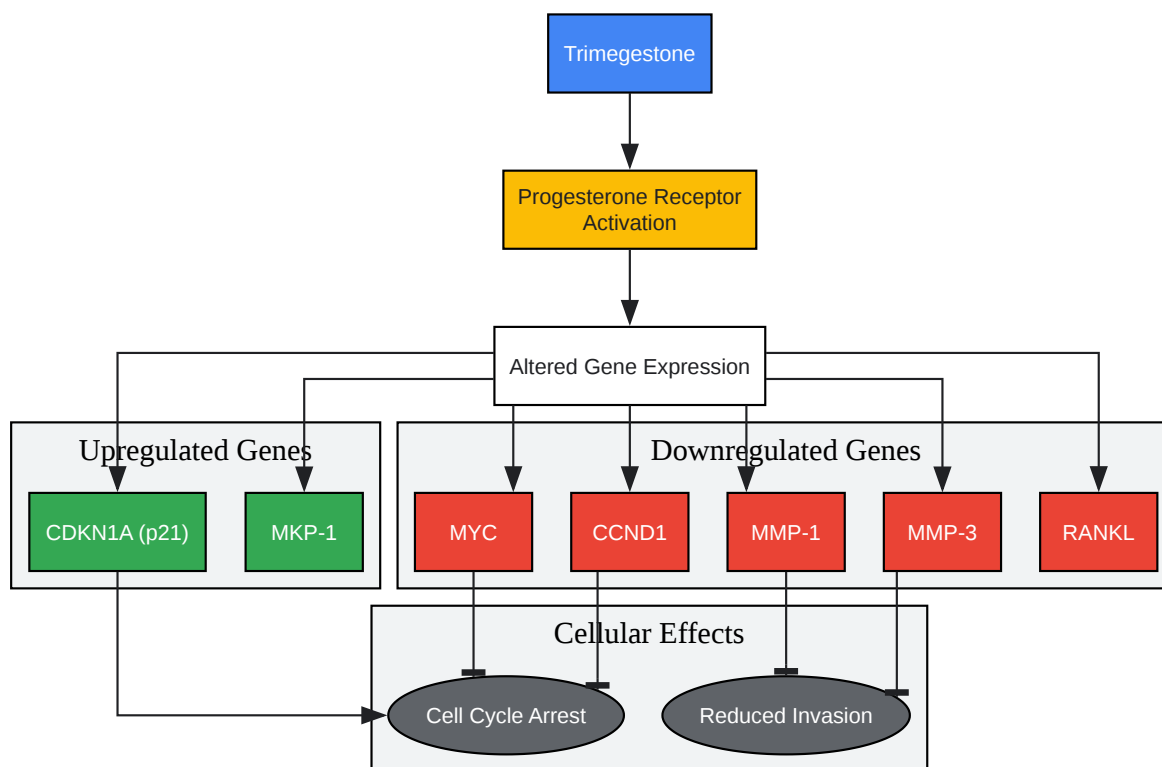 Trimegestone
Progesterone Receptor
Activation
Altered Gene Expression
Upregulated Genes
Downregulated Genes
CDKN1A (p21)
MKP-1
MYC
CCND1
MMP-1
MMP-3
RANKL
Cellular Effects
Cell Cycle Arrest
Reduced Invasion